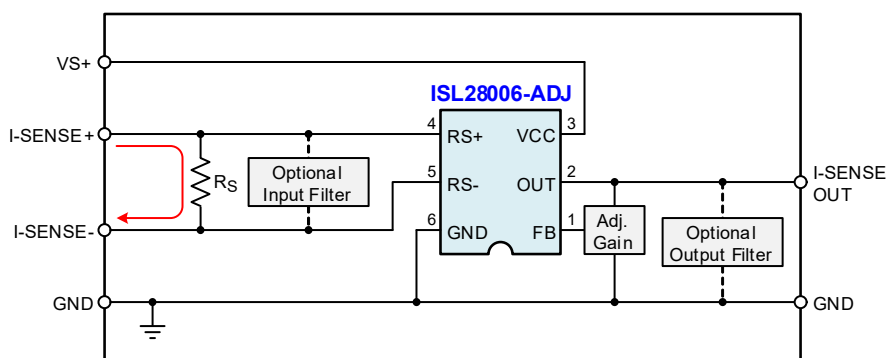 VS+
ISL28006-ADJ
I-SENSE+
4
RS+
VCC
3
RS
Optional
Input Filter
5
RS-
OUT
2
I-SENSE
OUT
I-SENSE-
6
GND
FB
1
Adj.
Gain
Optional
Output Filter
GND
GND